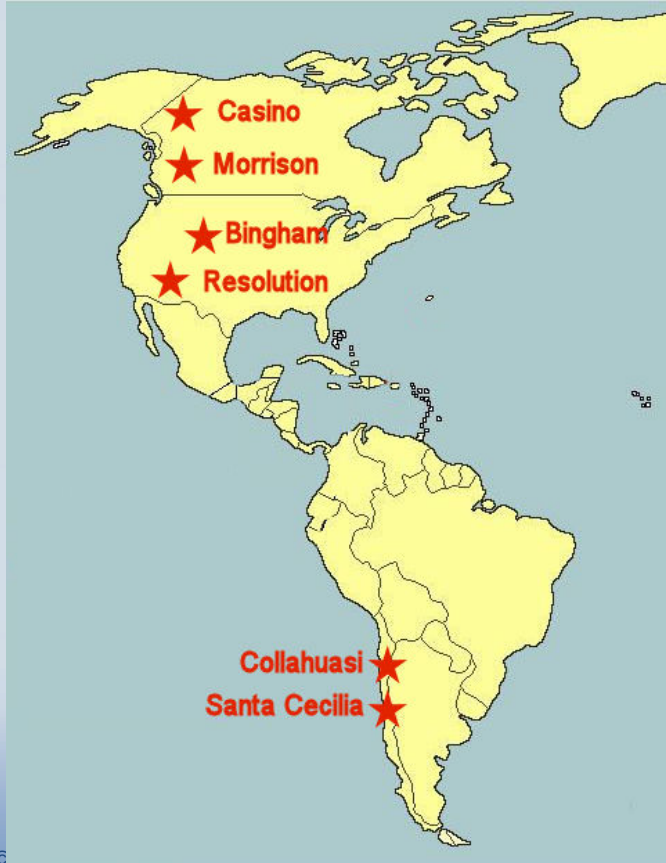 Casino
Morrison
Bingham
Resolution
Collahuasi
Santa Cecilia